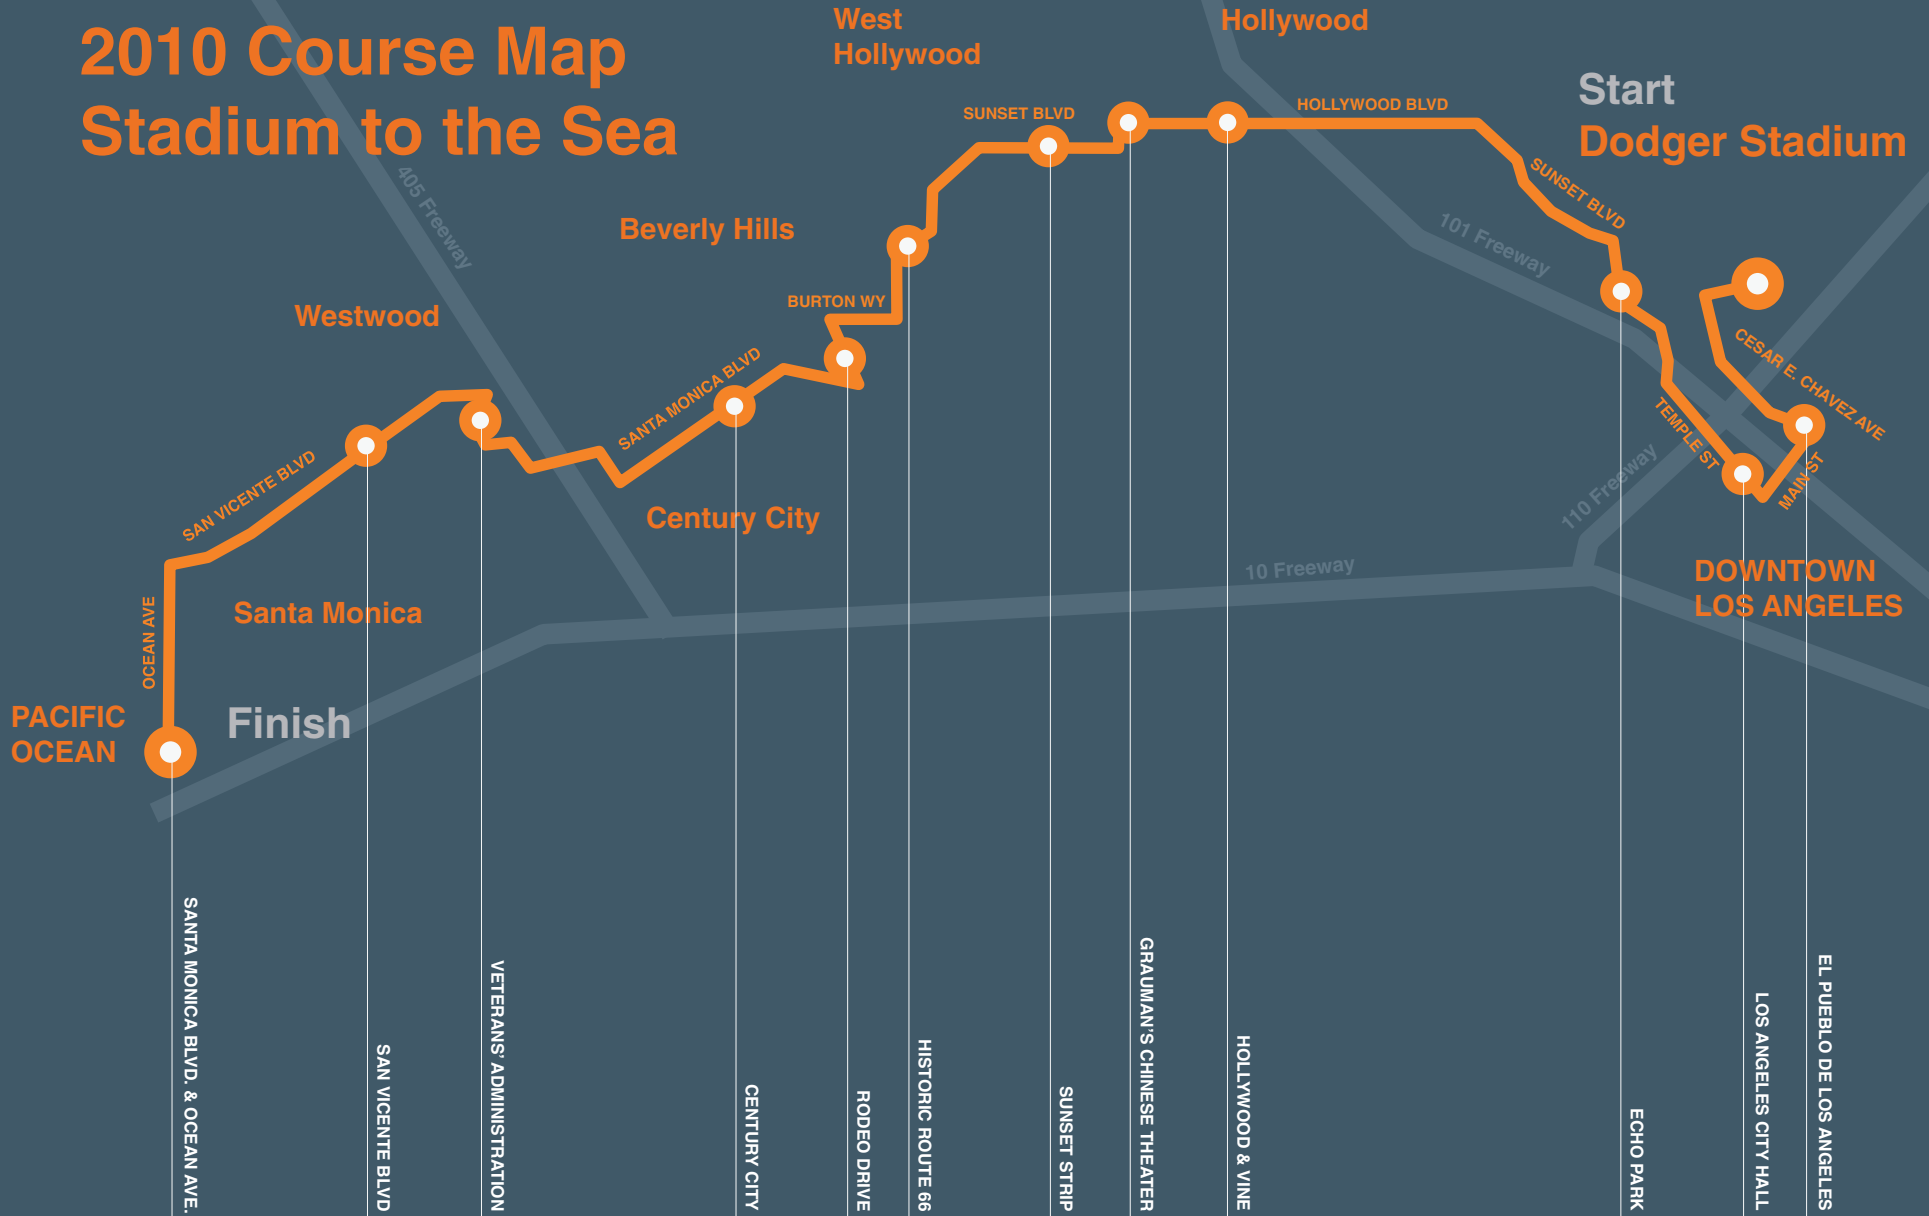 2010 Course Map
Stadium to the Sea
West
Hollywood
Hollywood
Start
Dodger Stadium
SUNSET BLVD
HOLLYWOOD BLVD
SUNSET BLVD
405 Freeway
101 Freeway
Beverly Hills
BURTON WY
Westwood
SANTA MONICA BLVD
CESAR E. CHAVEZ AVE
TEMPLE ST
MAIN ST
110 Freeway
SAN VICENTE BLVD
Century City
10 Freeway
DOWNTOWN
LOS ANGELES
OCEAN AVE
Santa Monica
PACIFIC
OCEAN
Finish
SANTA MONICA BLVD. & OCEAN AVE.
SAN VICENTE BLVD
VETERANS' ADMINISTRATION
CENTURY CITY
RODEO DRIVE
HISTORIC ROUTE 66
SUNSET STRIP
GRAUMAN'S CHINESE THEATER
HOLLYWOOD & VINE
ECHO PARK
LOS ANGELES CITY HALL
EL PUEBLO DE LOS ANGELES